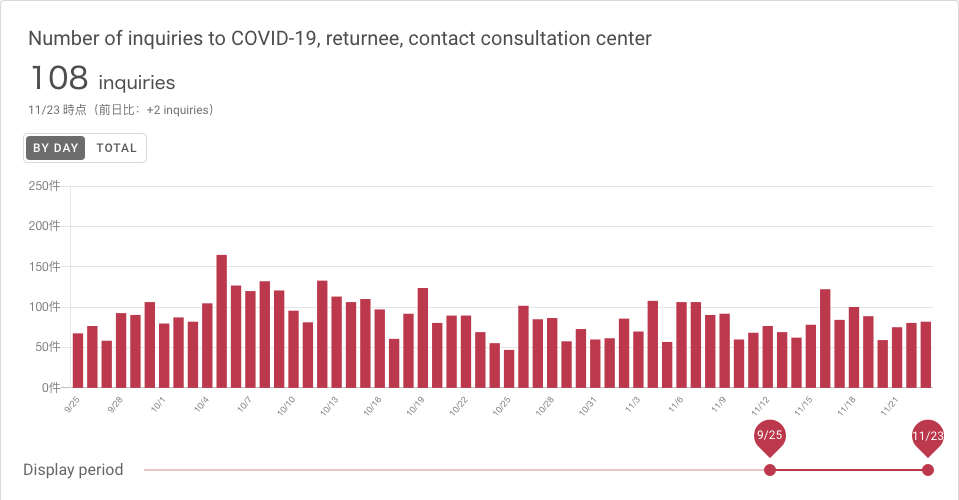 Number of inquiries to COVID-19, returnee, contact consultation center
108 inquiries
11/23 時点（前日比：+2 inquiries）
BY DAY TOTAL
250件
200件
150件
100件
50件
0件
9/25 9/28 10/1 10/4 10/7 10/10 10/13 10/16 10/19 10/22 10/25 10/28 10/31 11/3 11/6 11/9 11/12 11/15 11/18 11/21
9/25 11/23
Display period